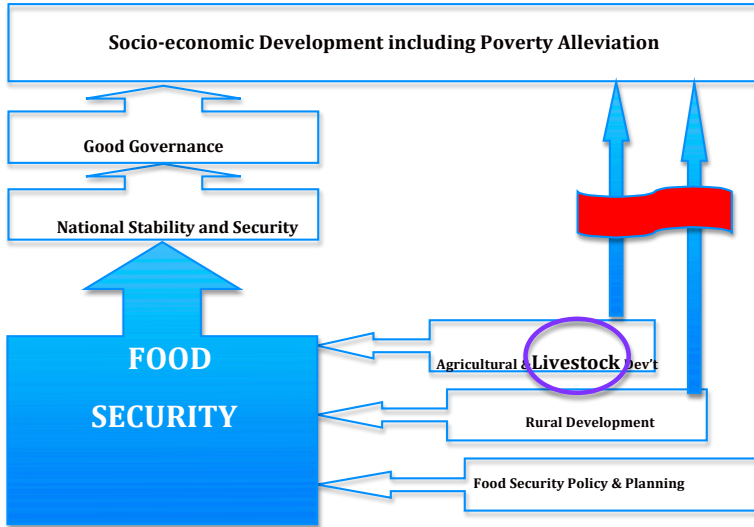 Socio-economic Development including Poverty Alleviation
Good Governance
National Stability and Security
FOOD
SECURITY
Agricultural &Livestock Dev't
Rural Development
Food Security Policy & Planning